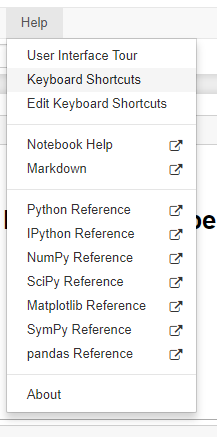 Help
User Interface Tour
Keyboard Shortcuts
Edit Keyboard Shortcuts
Notebook Help
Markdown
Python Reference
IPython Reference
NumPy Reference
SciPy Reference
Matplotlib Reference
SymPy Reference
pandas Reference
About